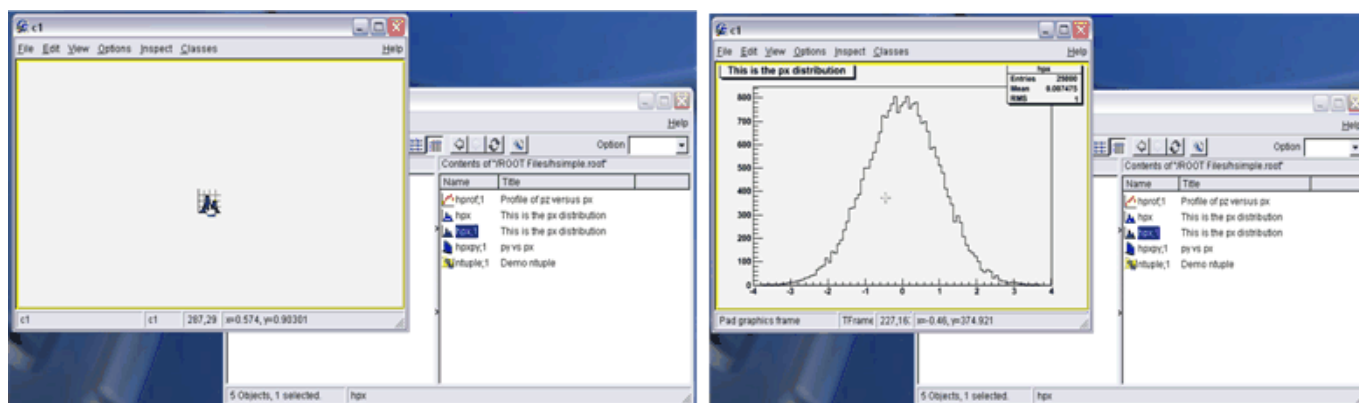 c1
File Edit View Options Inspect Classes Help
Help
Option
Contents of "/ROOT Files/hsimple.root"
Name Title
hprof;1 Profile of pz versus px
hpx This is the px distribution
hpx;1 This is the px distribution
hpxpy;1 py vs px
ntuple;1 Demo ntuple
c1 c1 287,29 x=0.574, y=0.90301
5 Objects, 1 selected. hpx
c1
File Edit View Options Inspect Classes Help
This is the px distribution
hpx
Entries 25000
Mean 0.007475
RMS 1
800
700
600
500
400
300
200
100
0
-4 -3 -2 -1 0 1 2 3 4
Pad graphics frame TFrame 227,16 x=-0.46, y=374.921
Help
Option
Contents of "/ROOT Files/hsimple.root"
Name Title
hprof;1 Profile of pz versus px
hpx This is the px distribution
hpx;1 This is the px distribution
hpxpy;1 py vs px
ntuple;1 Demo ntuple
5 Objects, 1 selected. hpx